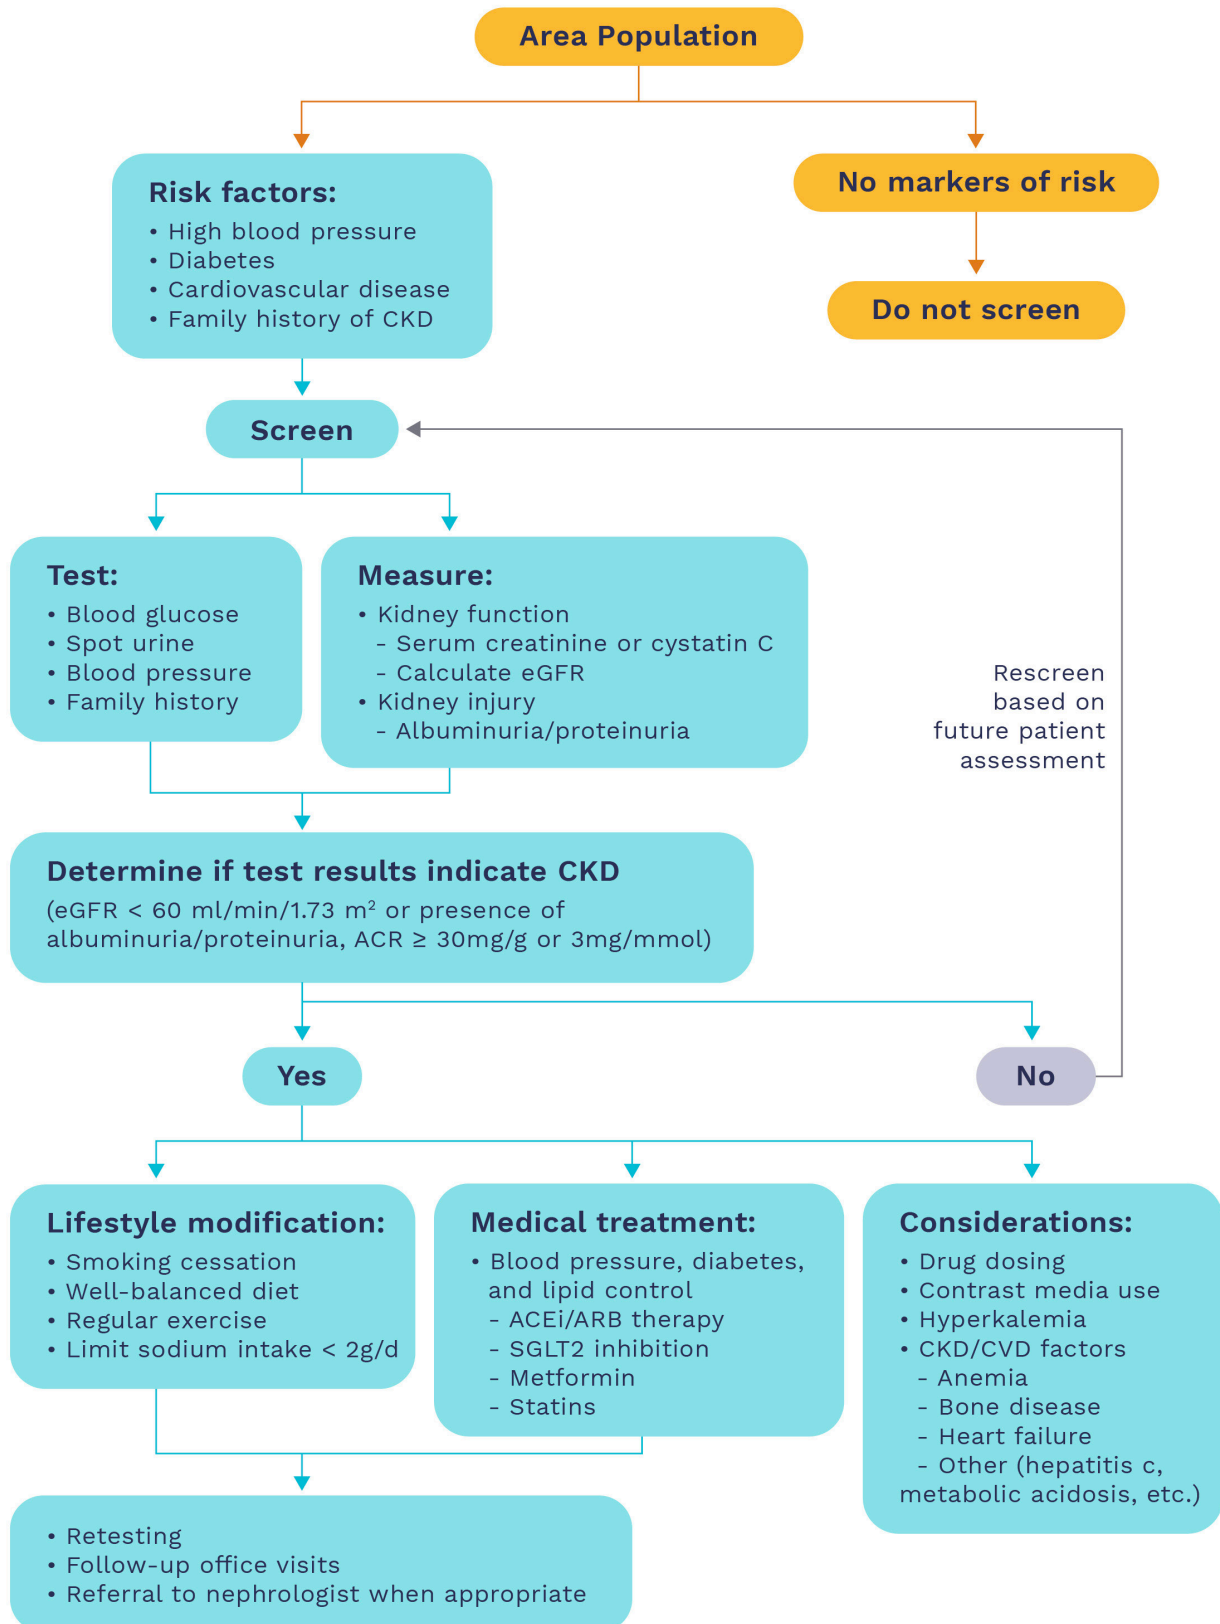 Area Population
Risk factors:
• High blood pressure
• Diabetes
• Cardiovascular disease
• Family history of CKD
No markers of risk
Do not screen
Screen
Test:
• Blood glucose
• Spot urine
• Blood pressure
• Family history
Measure:
• Kidney function
- Serum creatinine or cystatin C
- Calculate eGFR
• Kidney injury
- Albuminuria/proteinuria
Rescreen
based on
future patient
assessment
Determine if test results indicate CKD
(eGFR < 60 ml/min/1.73 m² or presence of
albuminuria/proteinuria, ACR ≥ 30mg/g or 3mg/mmol)
Yes
No
Lifestyle modification:
• Smoking cessation
• Well-balanced diet
• Regular exercise
• Limit sodium intake < 2g/d
Medical treatment:
• Blood pressure, diabetes,
and lipid control
- ACEi/ARB therapy
- SGLT2 inhibition
- Metformin
- Statins
Considerations:
• Drug dosing
• Contrast media use
• Hyperkalemia
• CKD/CVD factors
- Anemia
- Bone disease
- Heart failure
- Other (hepatitis c,
metabolic acidosis, etc.)
• Retesting
• Follow-up office visits
• Referral to nephrologist when appropriate